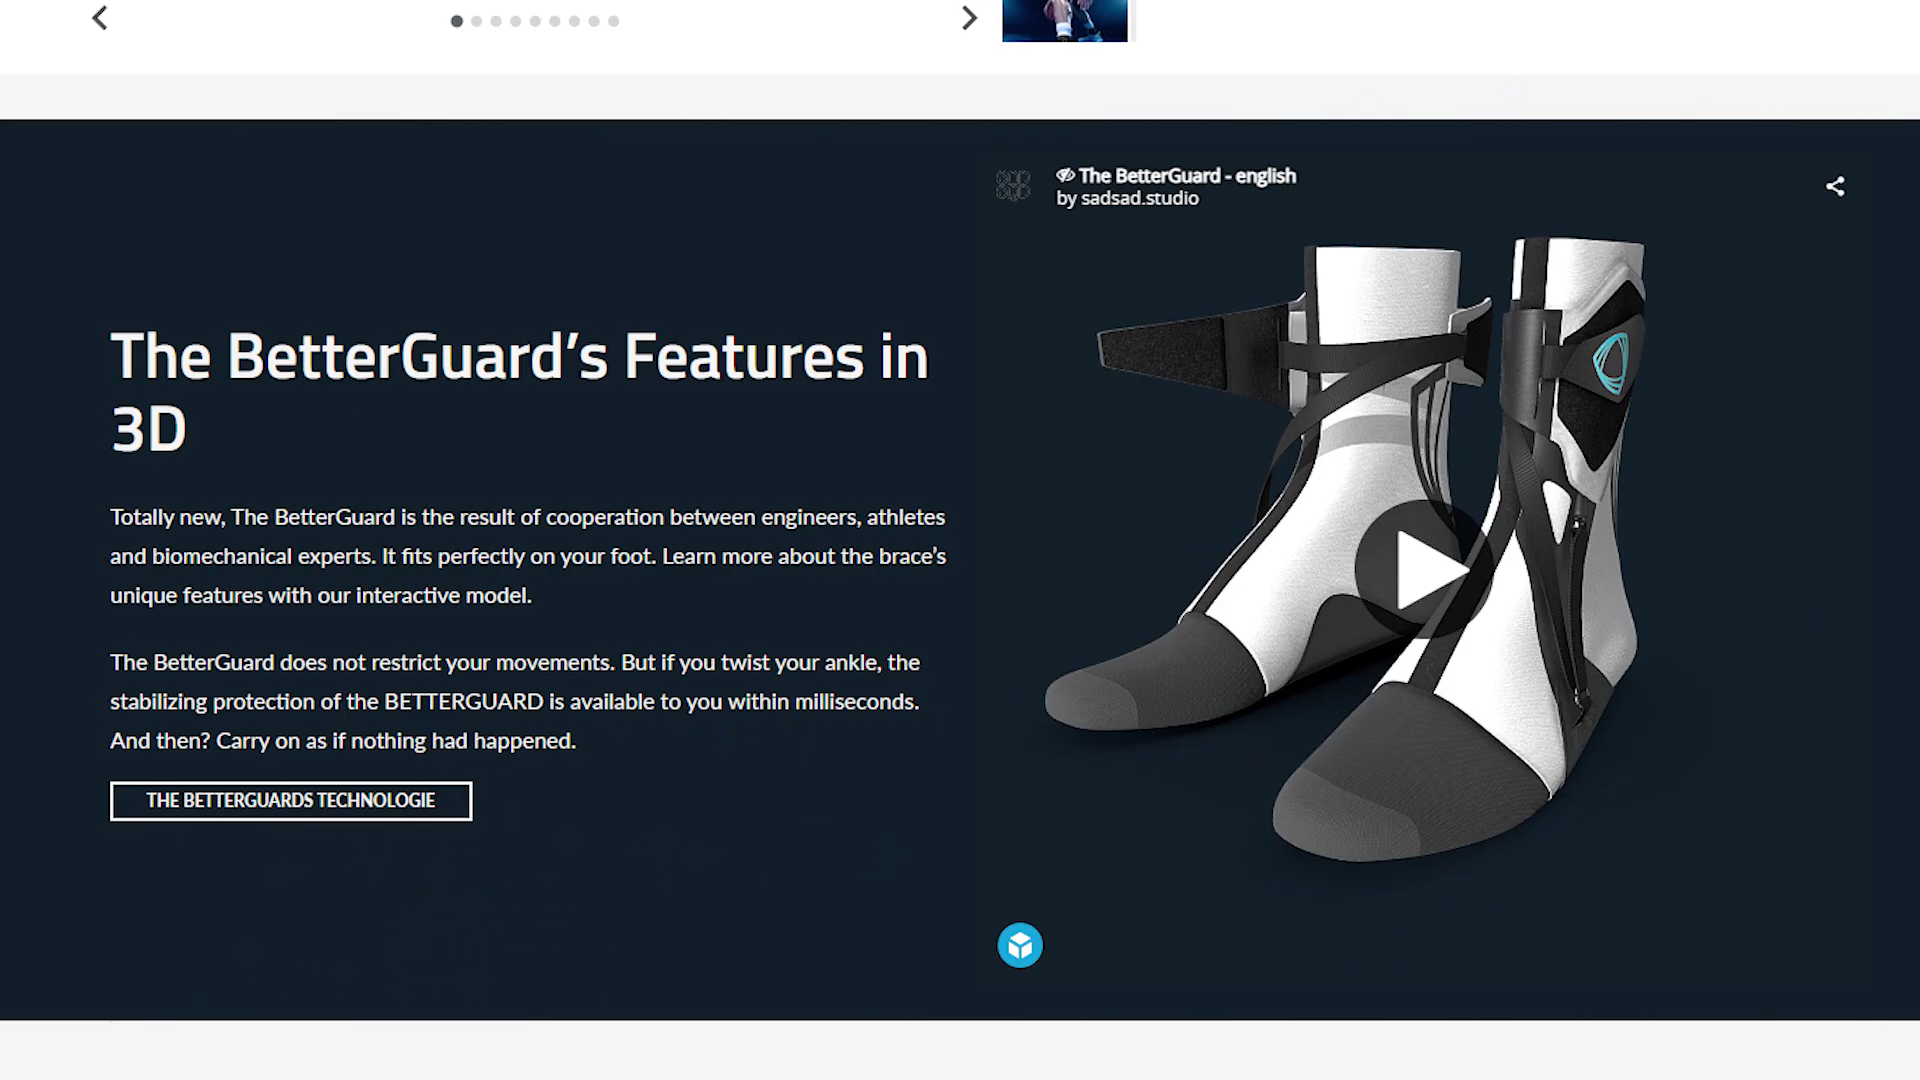 The BetterGuard - english
by sadsad.studio
The BetterGuard’s Features in
3D
Totally new, The BetterGuard is the result of cooperation between engineers, athletes
and biomechanical experts. It fits perfectly on your foot. Learn more about the brace’s
unique features with our interactive model.
The BetterGuard does not restrict your movements. But if you twist your ankle, the
stabilizing protection of the BETTERGUARD is available to you within milliseconds.
And then? Carry on as if nothing had happened.
THE BETTERGUARDS TECHNOLOGIE